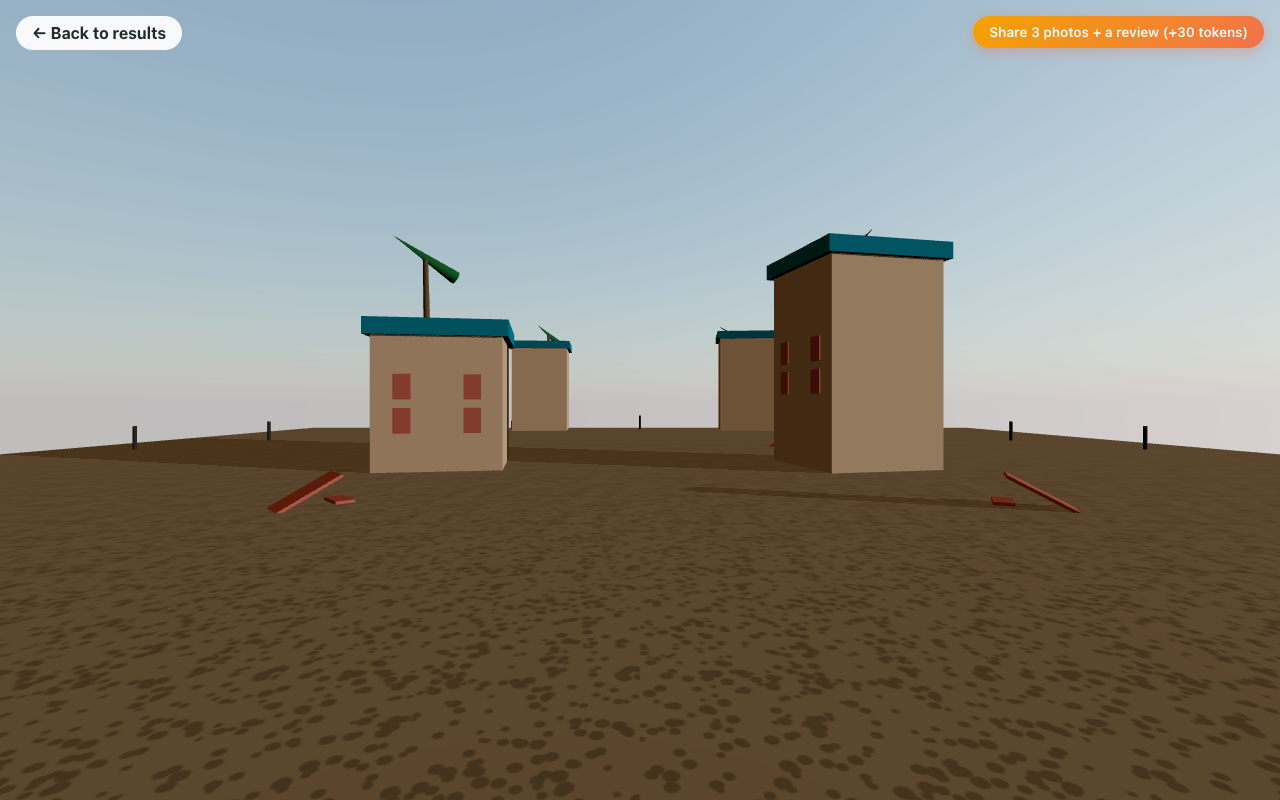 ← Back to results
Share 3 photos + a review (+30 tokens)